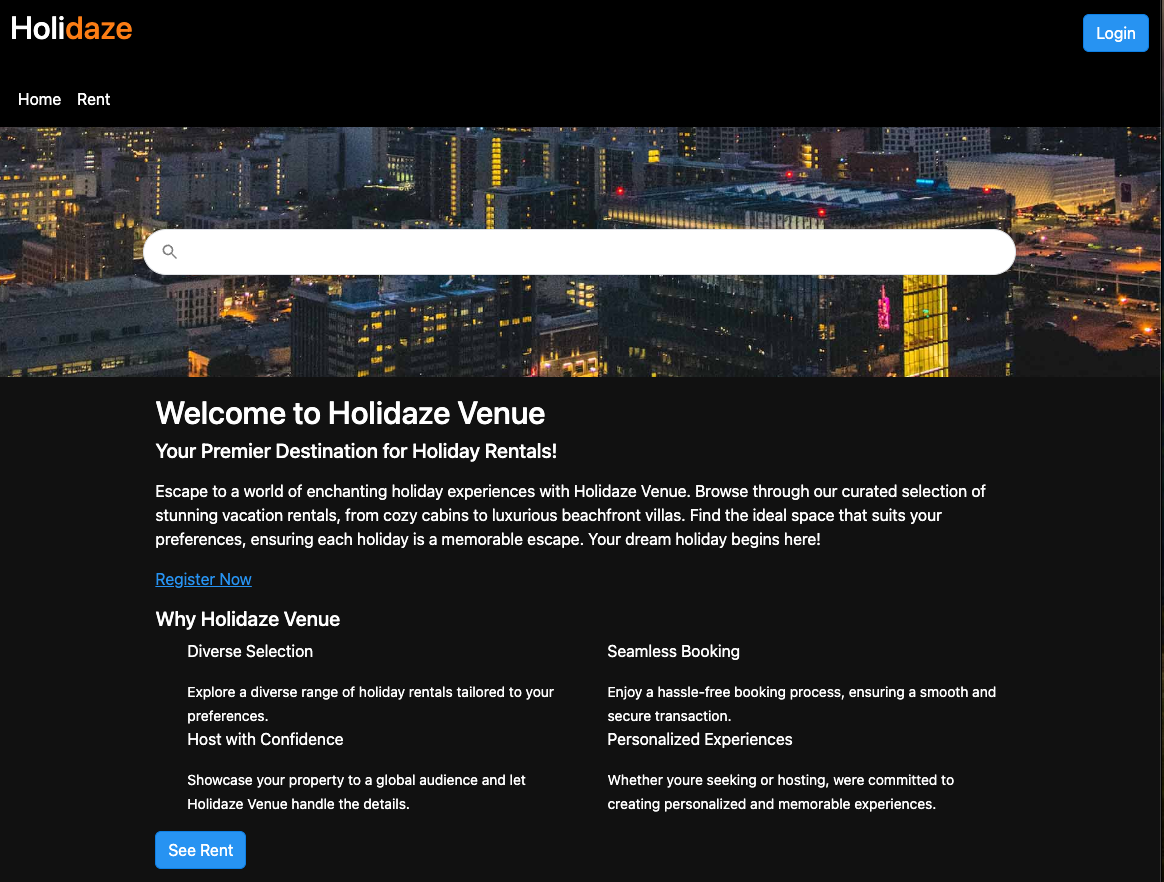 Holidaze
Login
Home Rent
Welcome to Holidaze Venue
Your Premier Destination for Holiday Rentals!
Escape to a world of enchanting holiday experiences with Holidaze Venue. Browse through our curated selection of
stunning vacation rentals, from cozy cabins to luxurious beachfront villas. Find the ideal space that suits your
preferences, ensuring each holiday is a memorable escape. Your dream holiday begins here!
Register Now
Why Holidaze Venue
Diverse Selection
Explore a diverse range of holiday rentals tailored to your
preferences.
Seamless Booking
Enjoy a hassle-free booking process, ensuring a smooth and
secure transaction.
Host with Confidence
Showcase your property to a global audience and let
Holidaze Venue handle the details.
Personalized Experiences
Whether youre seeking or hosting, were committed to
creating personalized and memorable experiences.
See Rent